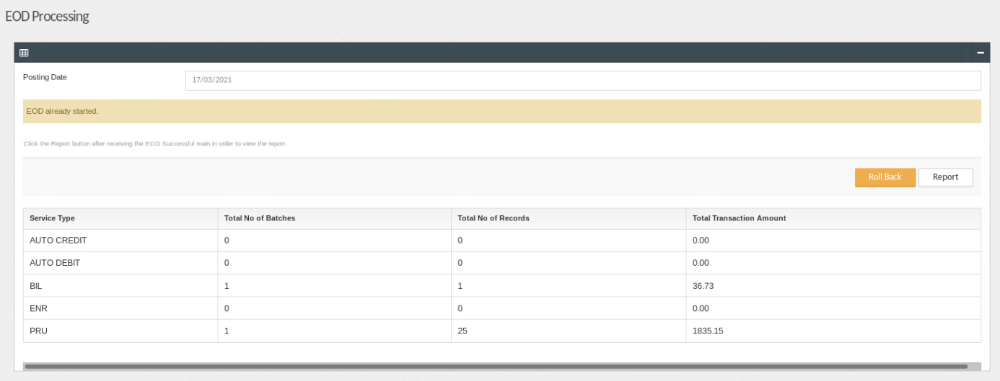 EOD Processing
Posting Date 17/03/2021
EOD already started.
Click the Report button after receiving the EOD Successful main in order to view the report.
Roll Back Report
Service Type Total No of Batches Total No of Records Total Transaction Amount
AUTO CREDIT 0 0 0.00
AUTO DEBIT 0 0 0.00
BIL 1 1 36.73
ENR 0 0 0.00
PRU 1 25 1835.15